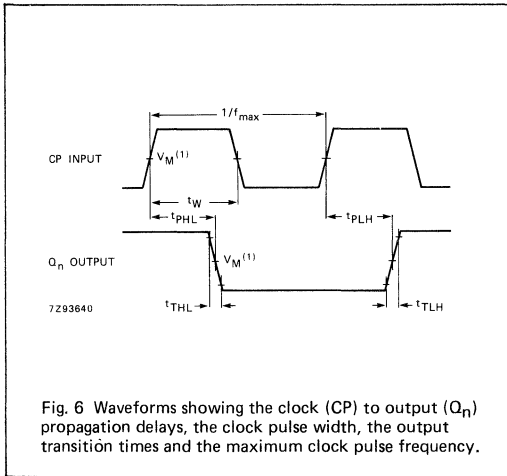 1/fmax
CP INPUT
VM(1)
tW
tPHL
tPLH
Qn OUTPUT
VM(1)
tTHL
tTLH
7Z93640
Fig. 6 Waveforms showing the clock (CP) to output (Qn)
propagation delays, the clock pulse width, the output
transition times and the maximum clock pulse frequency.